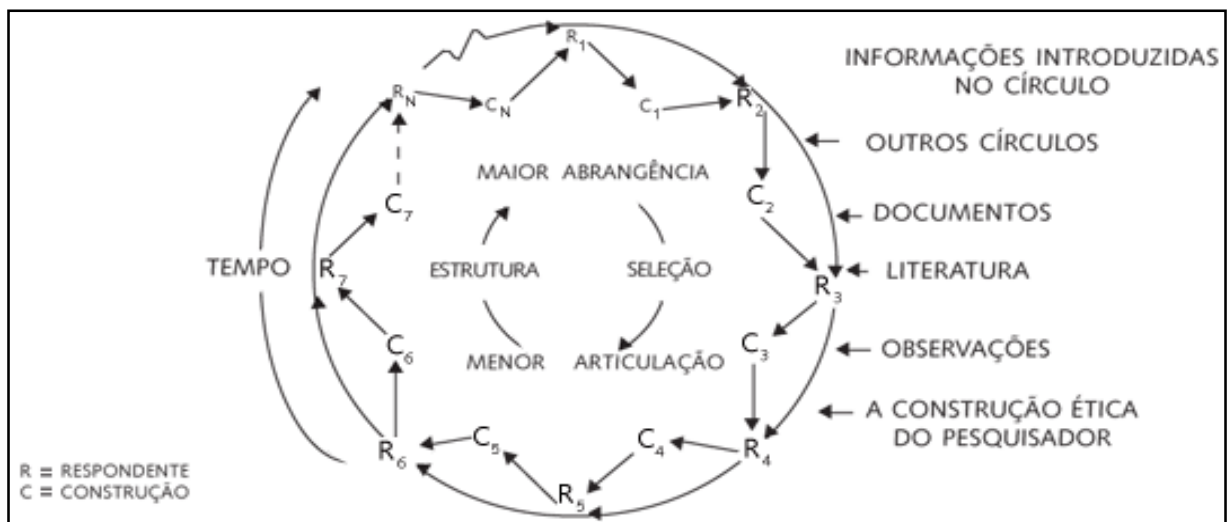 R1
C1
R2
C2
R3
C3
R4
C4
R5
C5
R6
C6
R7
C7
RN
CN
MAIOR ABRANGÊNCIA
ESTRUTURA
SELEÇÃO
MENOR
ARTICULAÇÃO
TEMPO
INFORMAÇÕES INTRODUZIDAS
NO CÍRCULO
OUTROS CÍRCULOS
DOCUMENTOS
LITERATURA
OBSERVAÇÕES
A CONSTRUÇÃO ÉTICA
DO PESQUISADOR
R = RESPONDENTE
C = CONSTRUÇÃO